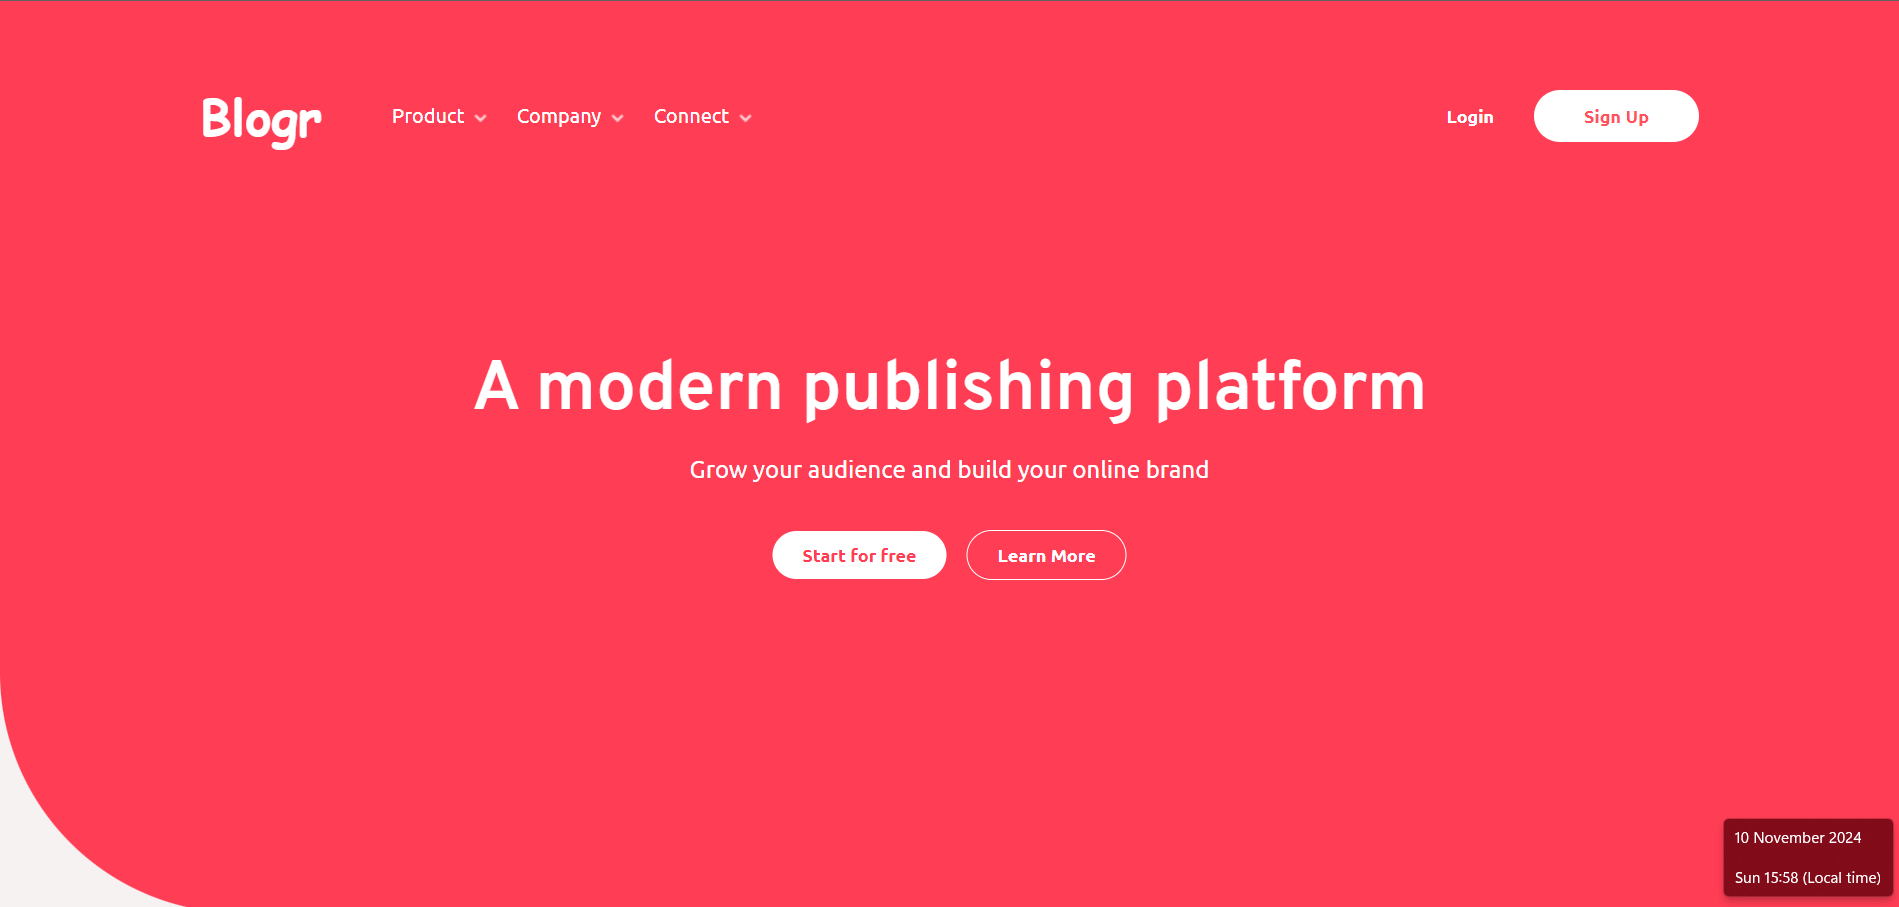 Blogr Product Company Connect Login Sign Up
A modern publishing platform
Grow your audience and build your online brand
Start for free Learn More
10 November 2024
Sun 15:58 (Local time)